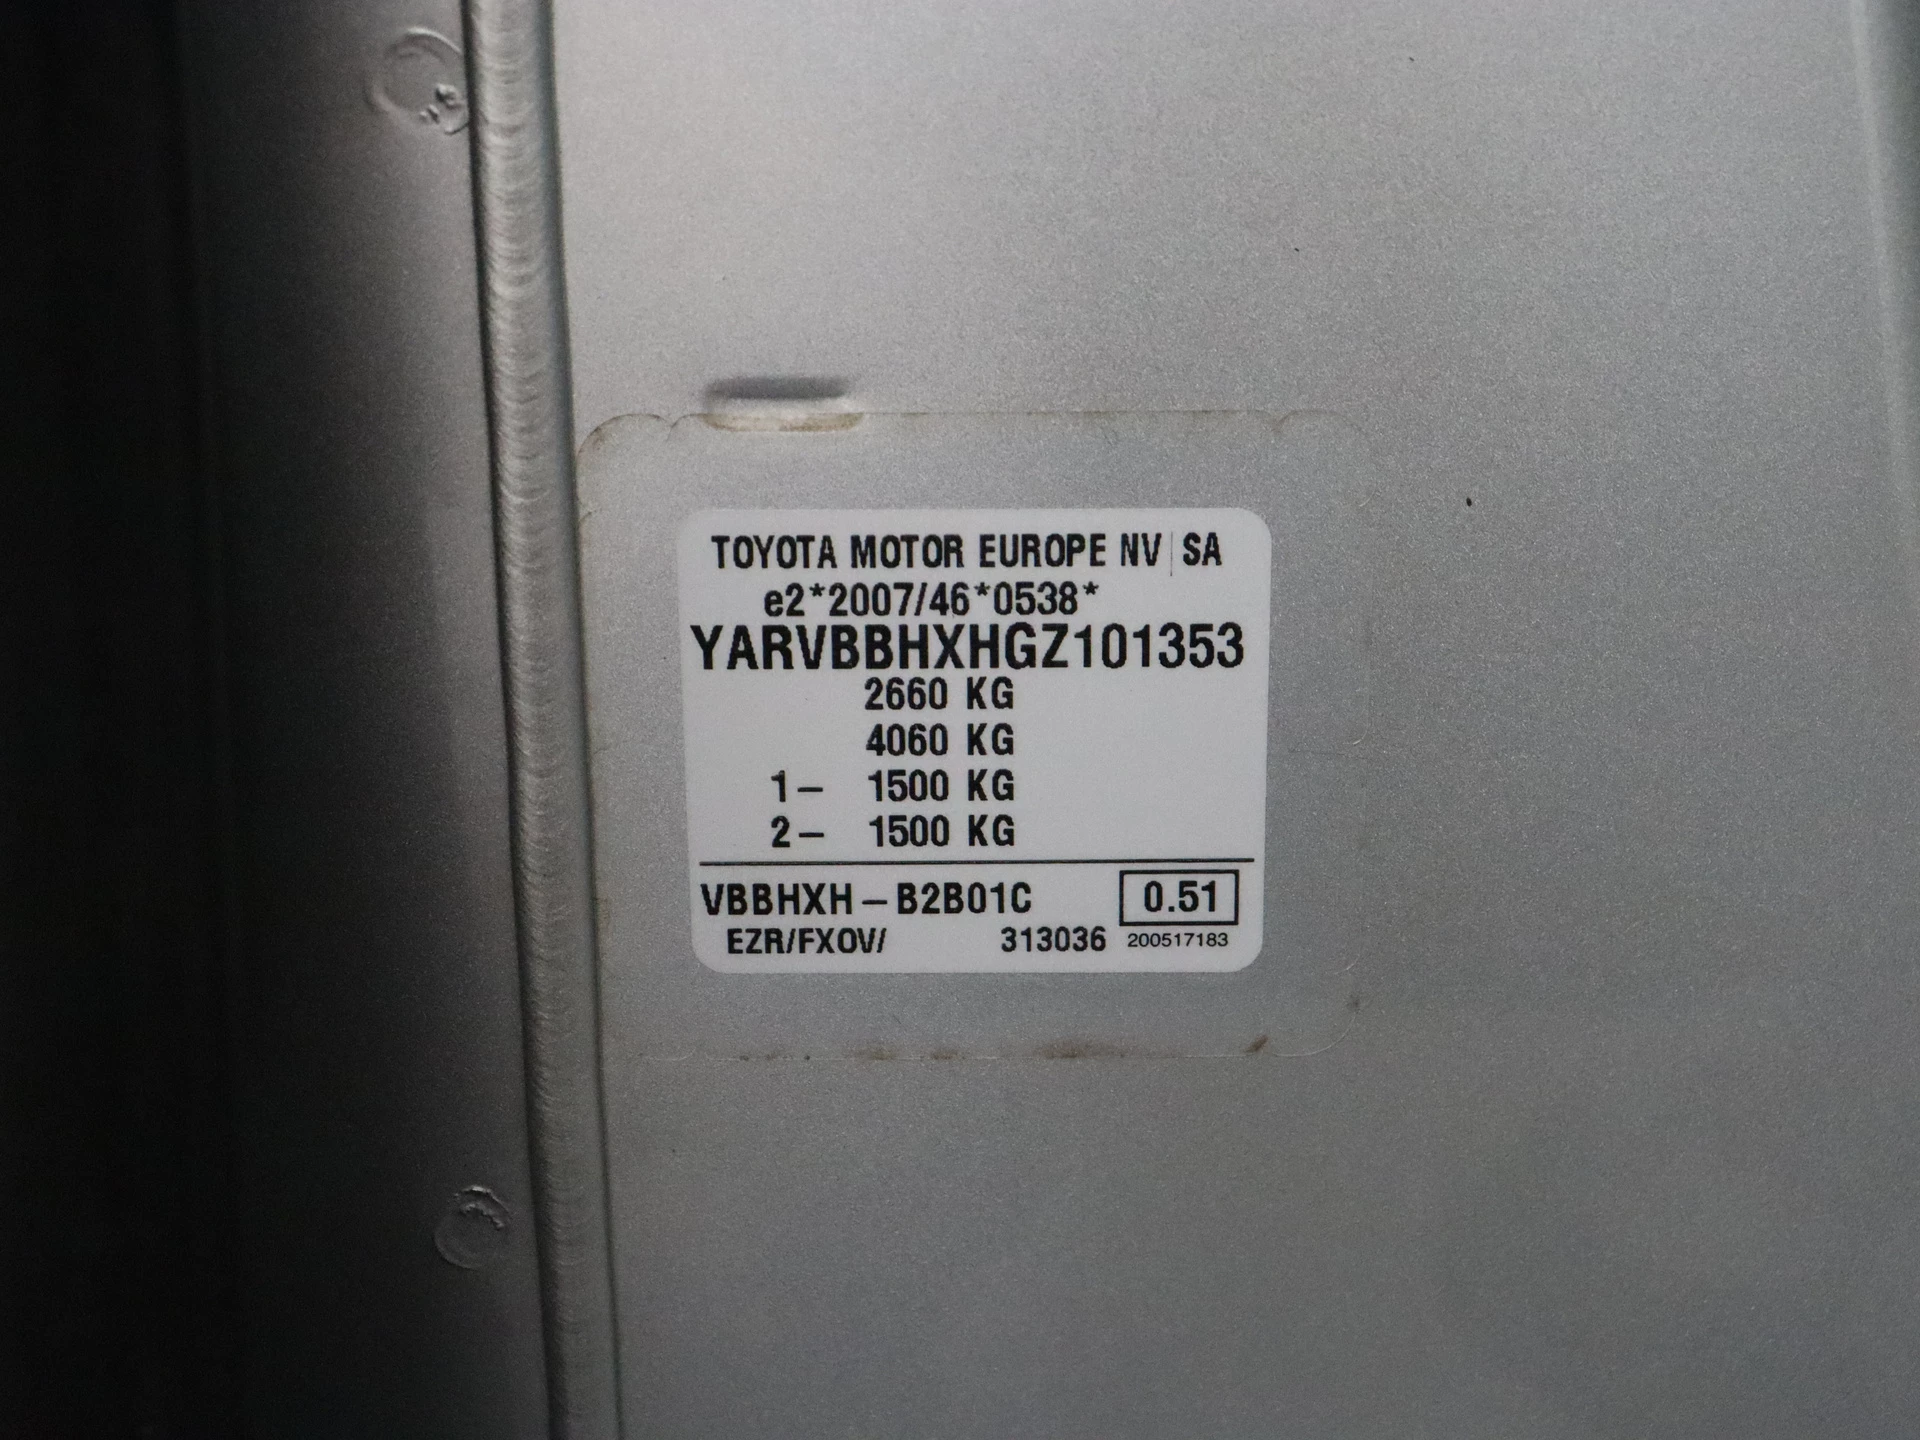 TOYOTA MOTOR EUROPE NV | SA
e2*2007/46*0538*
YARVBBHXHGZ101353
2660 KG
4060 KG
1– 1500 KG
2– 1500 KG
VBBHXH–B2B01C 0.51
EZR/FXOV/ 313036 200517183